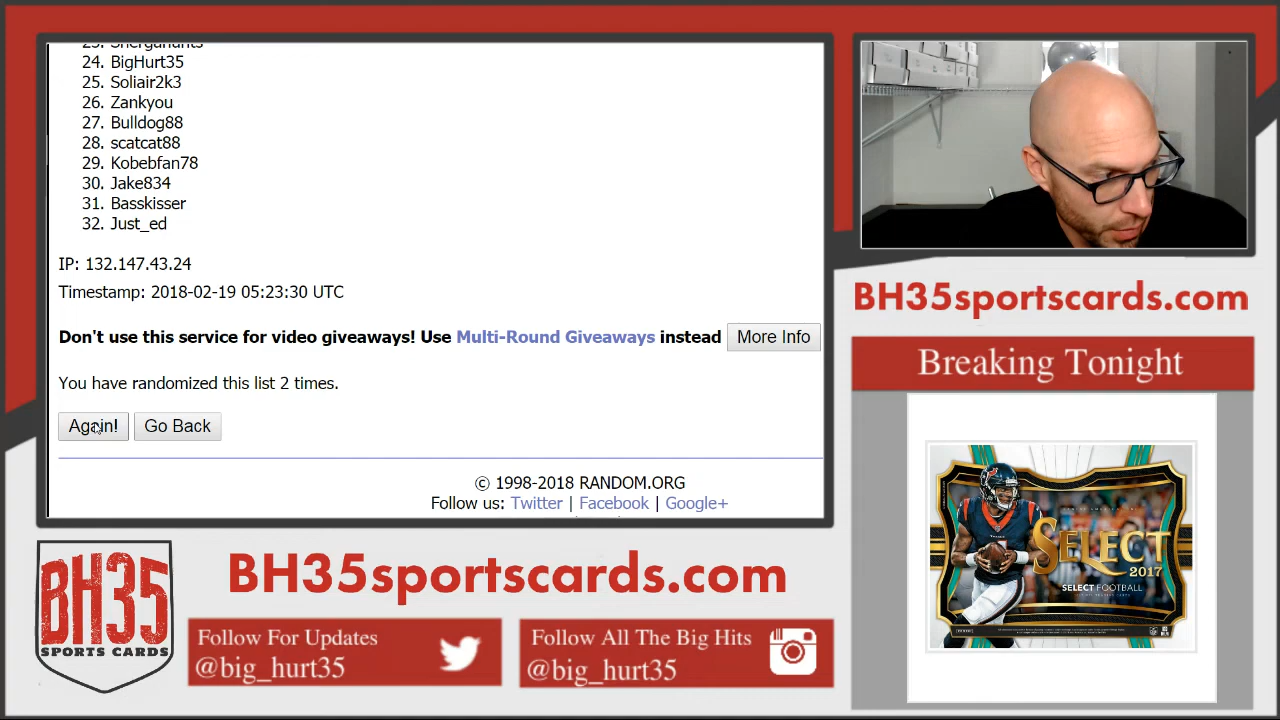 23. Shergarunts
24. BigHurt35
25. Soliair2k3
26. Zankyou
27. Bulldog88
28. scatcat88
29. Kobebfan78
30. Jake834
31. Basskisser
32. Just_ed
IP: 132.147.43.24
Timestamp: 2018-02-19 05:23:30 UTC
Don't use this service for video giveaways! Use Multi-Round Giveaways instead More Info
You have randomized this list 2 times.
Again! Go Back
© 1998-2018 RANDOM.ORG
Follow us: Twitter | Facebook | Google+
BH35sportscards.com
Breaking Tonight
SELECT
2017
SELECT FOOTBALL
BH35
SPORTS CARDS
BH35sportscards.com
Follow For Updates
@big_hurt35
Follow All The Big Hits
@big_hurt35